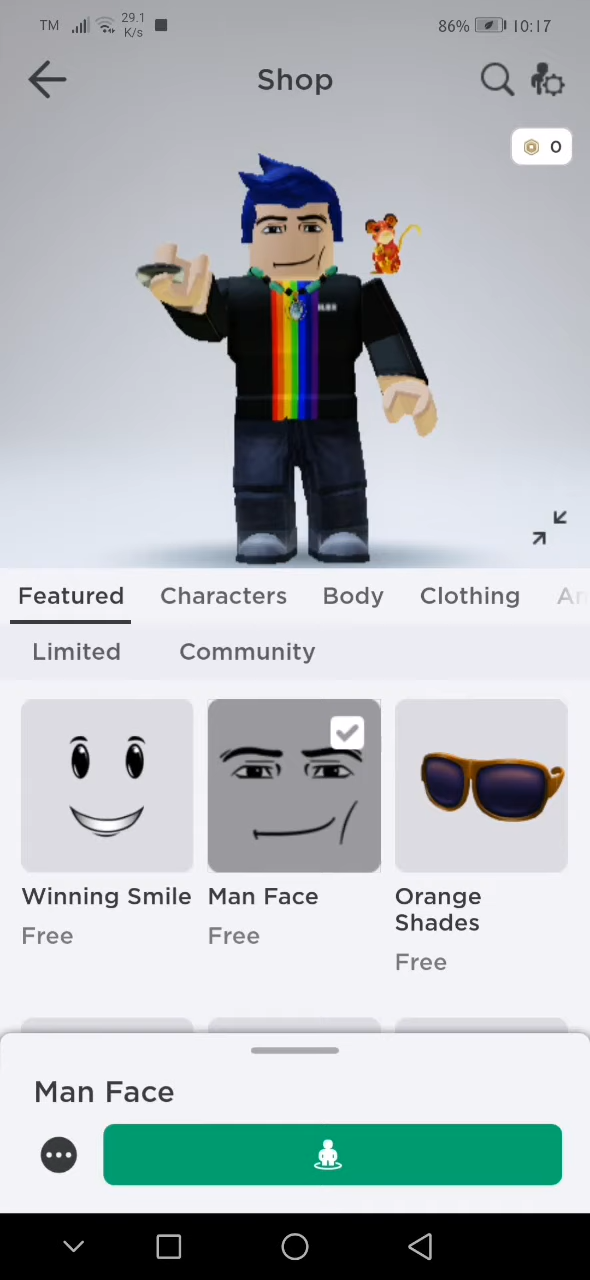 TM 29.1 K/s 86% 10:17
Shop
0
Featured Characters Body Clothing
Limited Community
Winning Smile Man Face Orange Shades
Free Free Free
Man Face